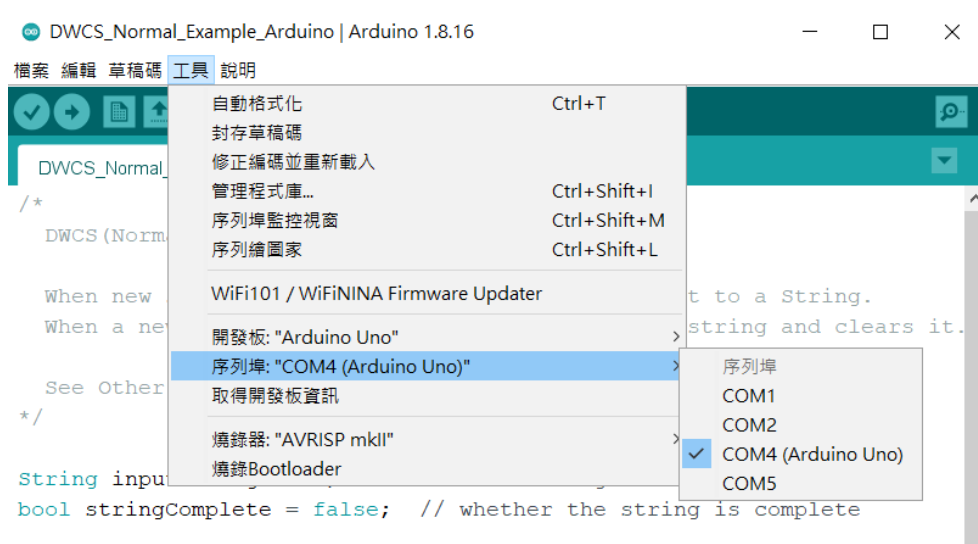 DWCS_Normal_Example_Arduino | Arduino 1.8.16
檔案 編輯 草稿碼 工具 說明
自動格式化 Ctrl+T
封存草稿碼
修正編碼並重新載入
管理程式庫... Ctrl+Shift+I
序列埠監控視窗 Ctrl+Shift+M
序列繪圖家 Ctrl+Shift+L
WiFi101 / WiFiNINA Firmware Updater
開發板: "Arduino Uno"
序列埠: "COM4 (Arduino Uno)"
取得開發板資訊
燒錄器: "AVRISP mkII"
燒錄Bootloader
序列埠
COM1
COM2
COM4 (Arduino Uno)
COM5
DWCS_Normal_
/*
DWCS(Norm
When new t to a String.
When a ne string and clears it.
See Other
*/
String inpu
bool stringComplete = false;  // whether the string is complete